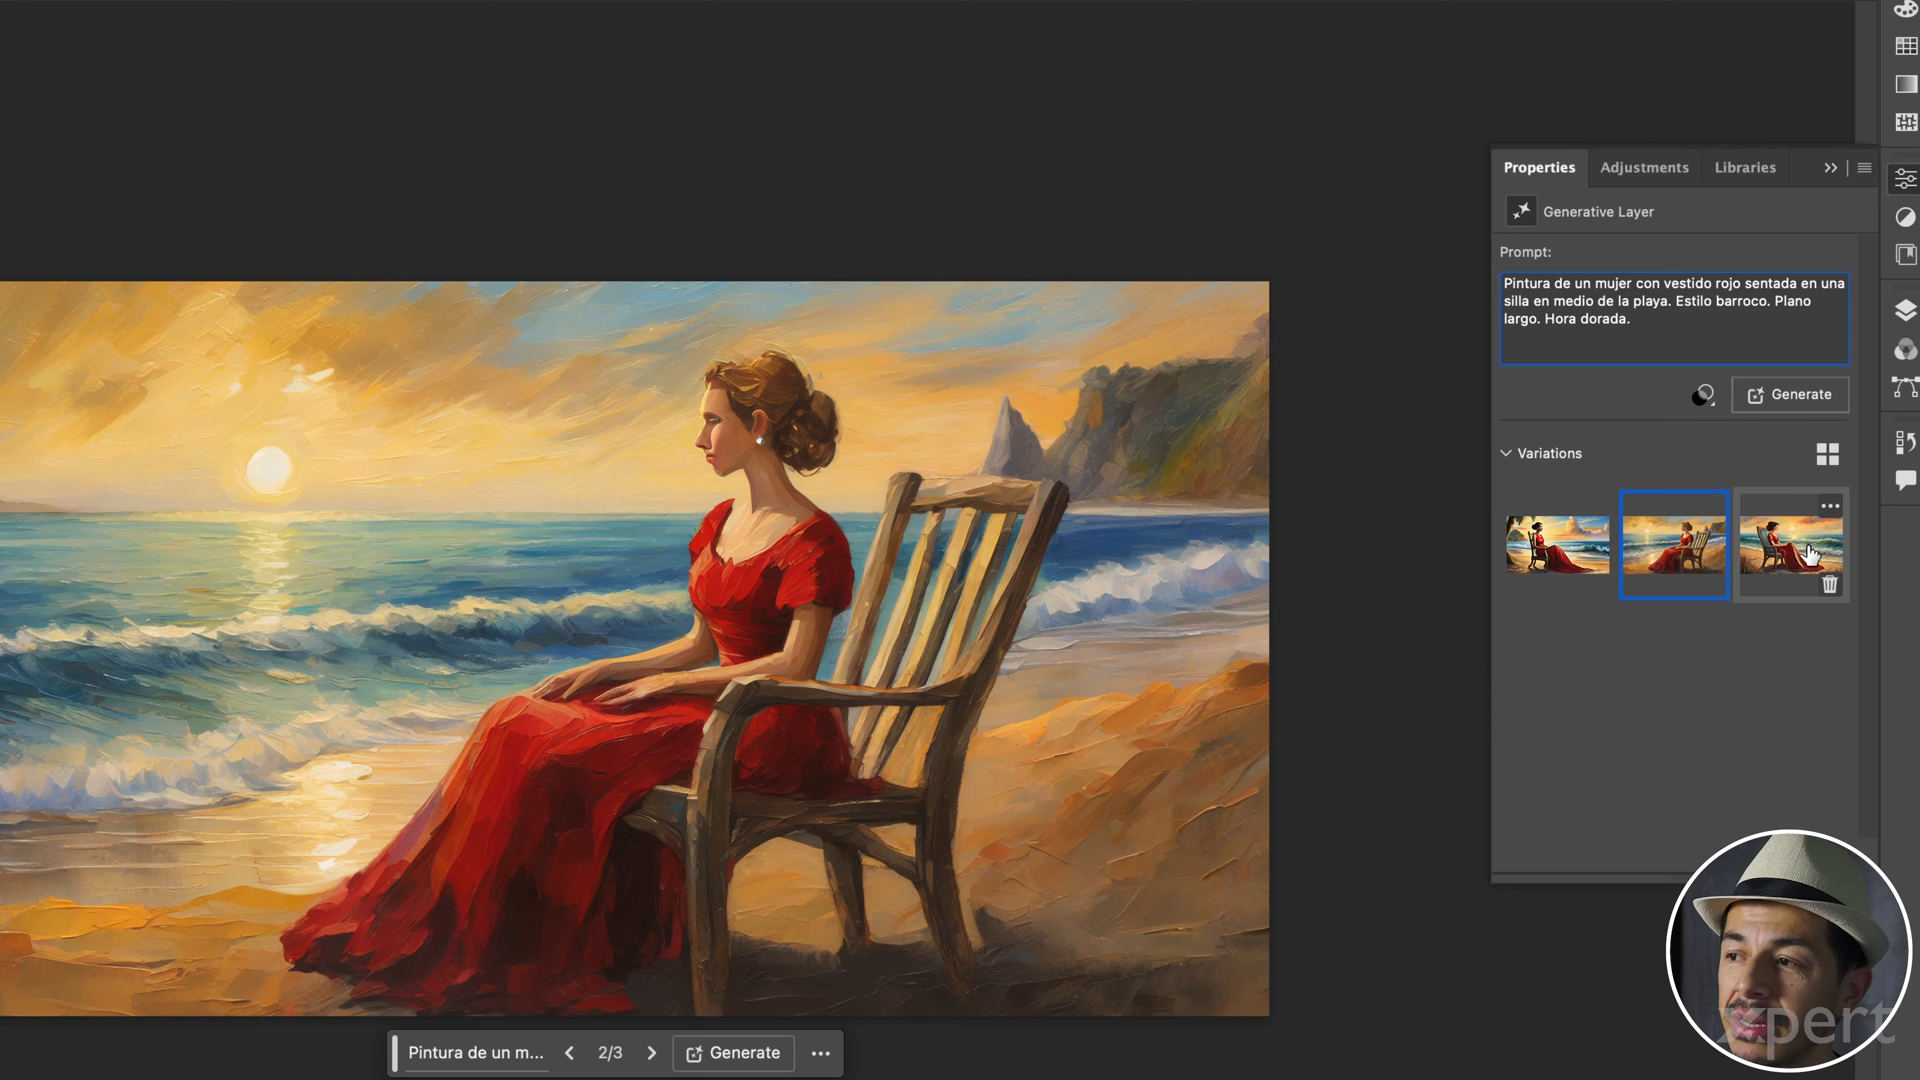 Properties
Adjustments
Libraries
Generative Layer
Prompt:
Pintura de un mujer con vestido rojo sentada en una
silla en medio de la playa. Estilo barroco. Plano
largo. Hora dorada.
Generate
Variations
Pintura de un m...
2/3
Generate
xpert